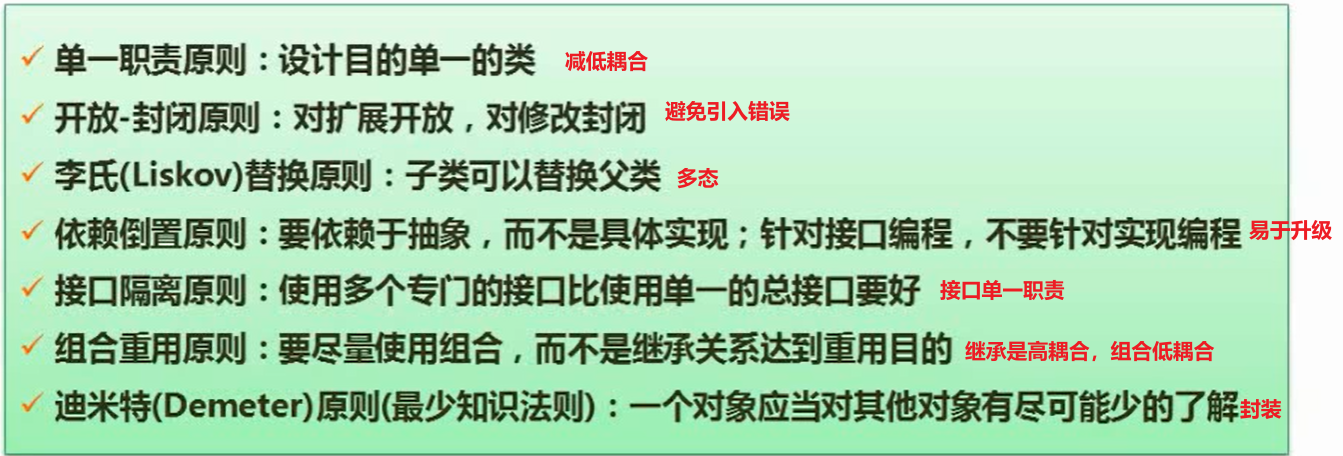 ✓ 单一职责原则：设计目的单一的类 减低耦合
✓ 开放-封闭原则：对扩展开放，对修改封闭 避免引入错误
✓ 李氏(Liskov)替换原则：子类可以替换父类 多态
✓ 依赖倒置原则：要依赖于抽象，而不是具体实现；针对接口编程，不要针对实现编程 易于升级
✓ 接口隔离原则：使用多个专门的接口比使用单一的总接口要好 接口单一职责
✓ 组合重用原则：要尽量使用组合，而不是继承关系达到重用目的 继承是高耦合，组合低耦合
✓ 迪米特(Demeter)原则(最少知识法则)：一个对象应当对其他对象有尽可能少的了解 封装